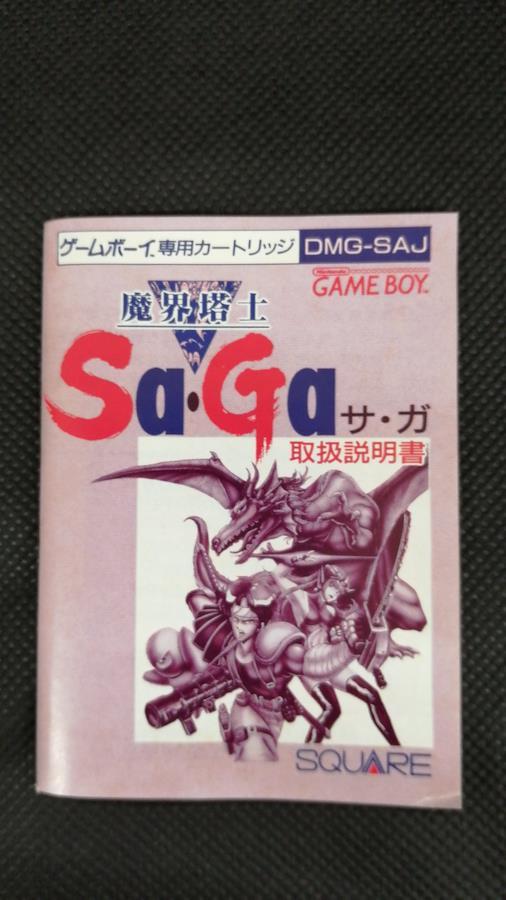 ゲームボーイ専用カートリッジ DMG-SAJ
Nintendo
GAME BOY™
魔界塔士
Sa・Ga サ・ガ
取扱説明書
SQUARE